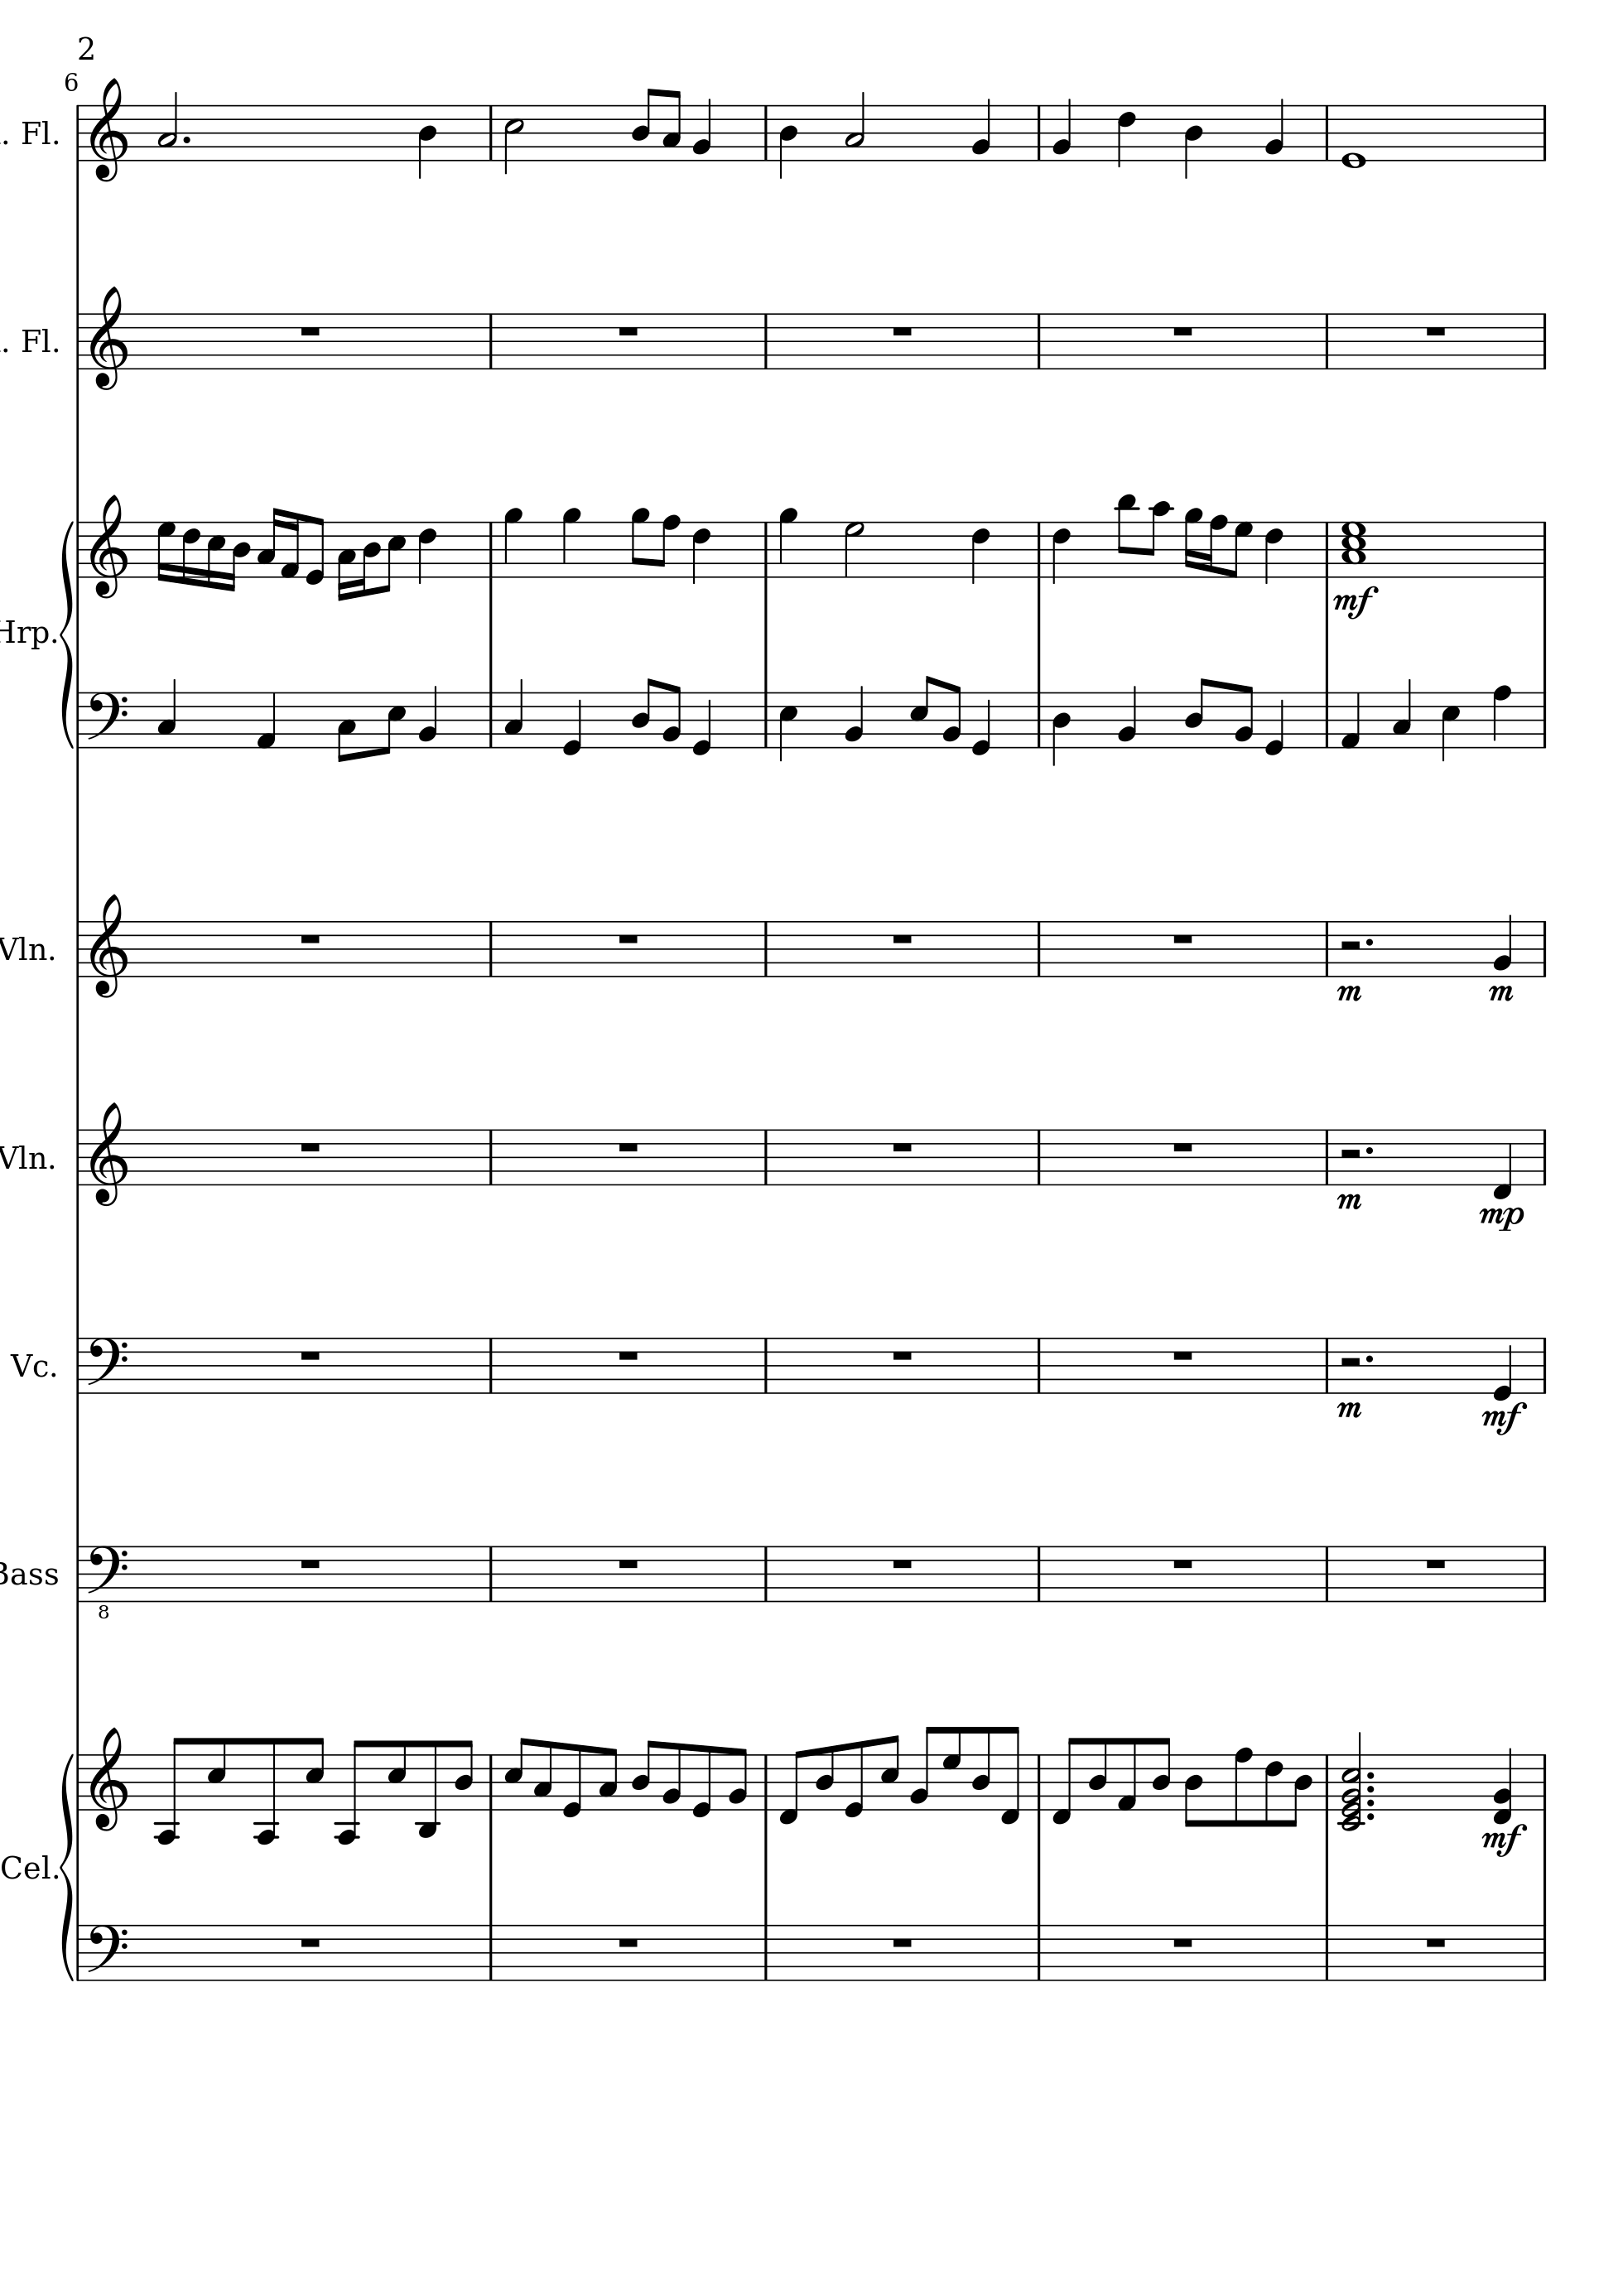 2
6
. Fl.
. Fl.
mf
Hrp.
Vln.
m m
Vln.
m mp
Vc.
m mf
Bass
8
mf
Cel.